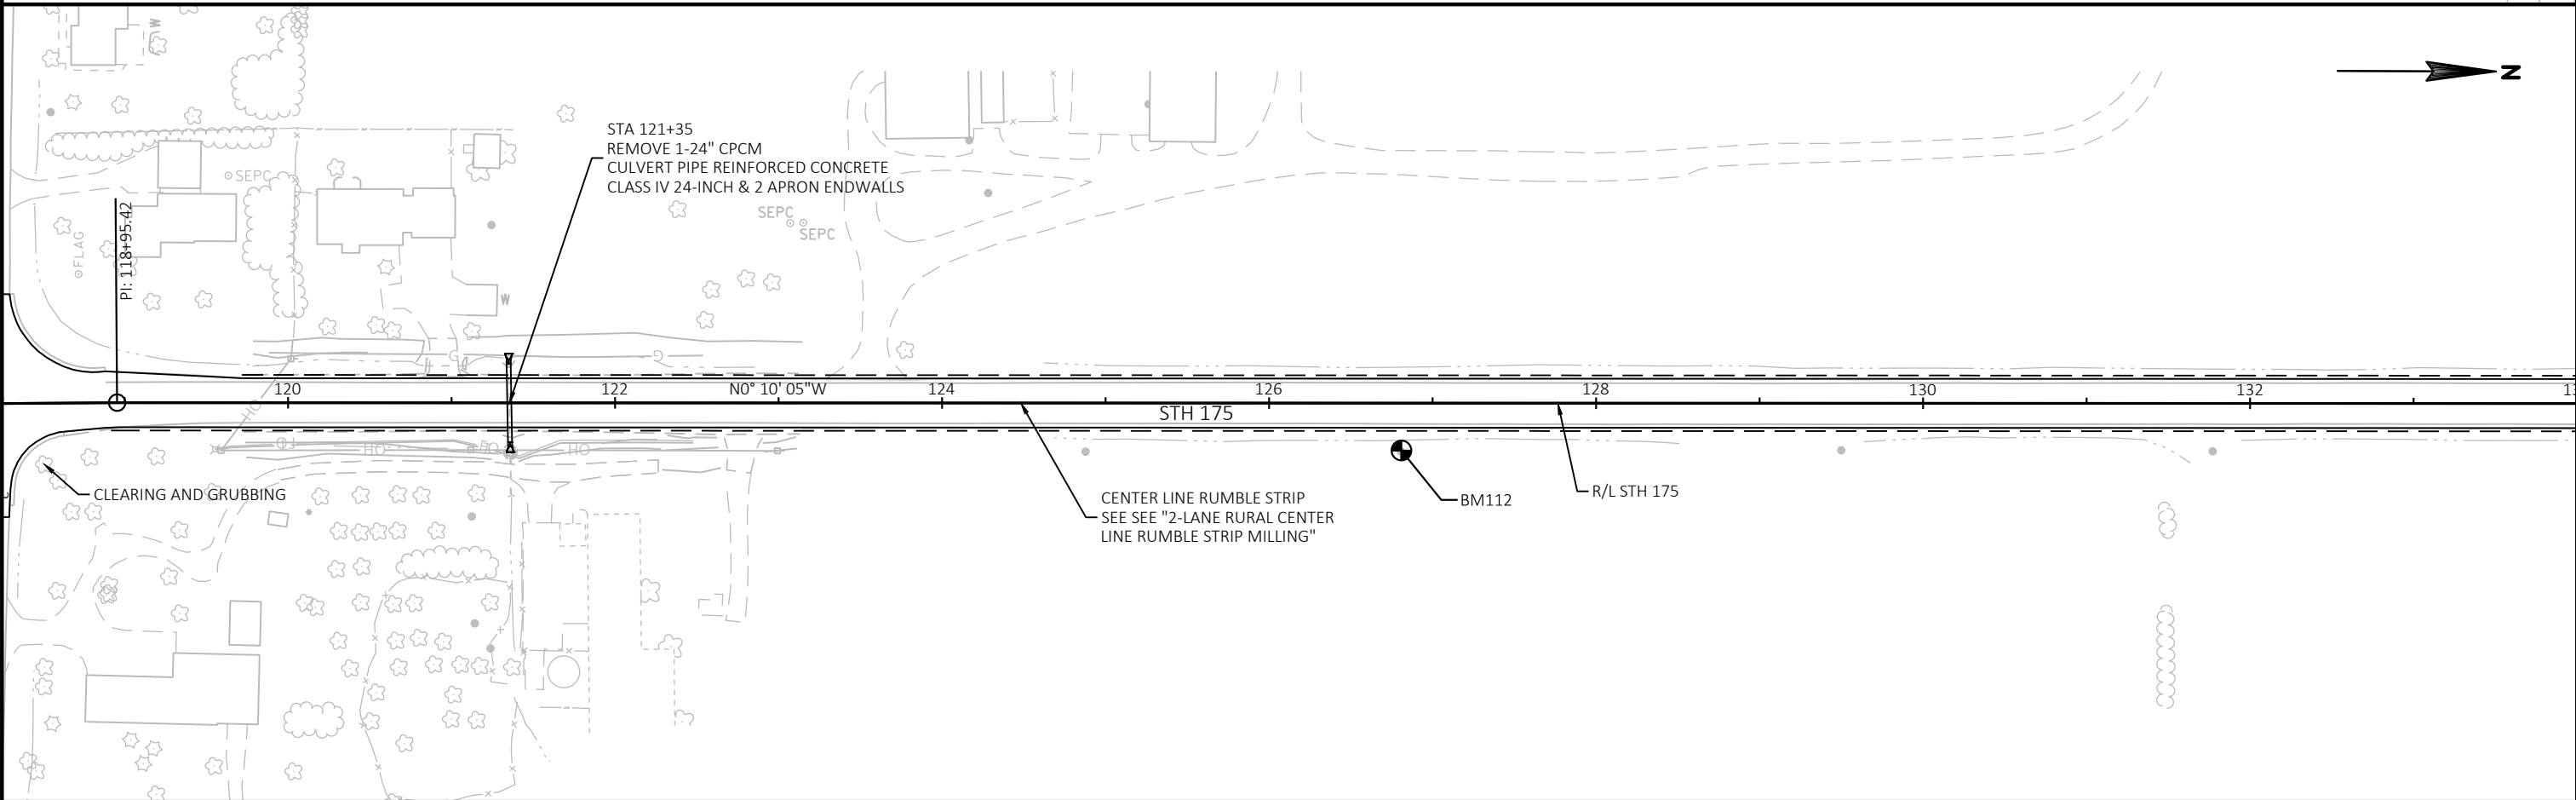 N
STA 121+35
REMOVE 1-24" CPCM
CULVERT PIPE REINFORCED CONCRETE
CLASS IV 24-INCH & 2 APRON ENDWALLS
SEPC
SEPC
SEPC
FLAG
PI: 118+95.42
W
G
G
120
122
N0° 10' 05"W
124
126
128
130
132
STH 175
HO
HO
HO
HO
CLEARING AND GRUBBING
CENTER LINE RUMBLE STRIP
SEE SEE "2-LANE RURAL CENTER
LINE RUMBLE STRIP MILLING"
BM112
R/L STH 175